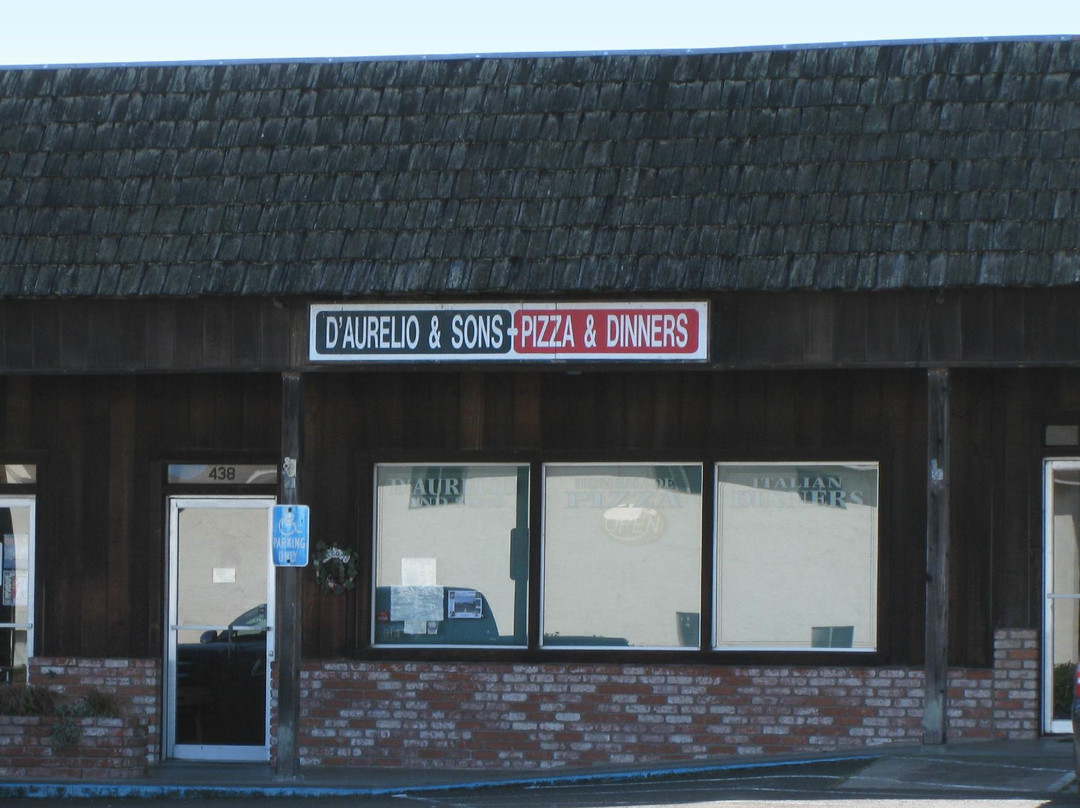 D'AURELIO & SONS-PIZZA & DINNERS
438
PARKING
ONLY
PIZZA
OPEN
ITALIAN
DINNERS